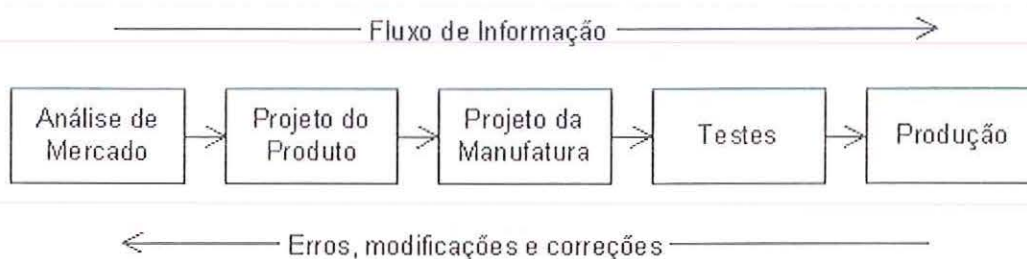 Fluxo de Informação
Análise de
Mercado
Projeto do
Produto
Projeto da
Manufatura
Testes
Produção
Erros, modificações e correções